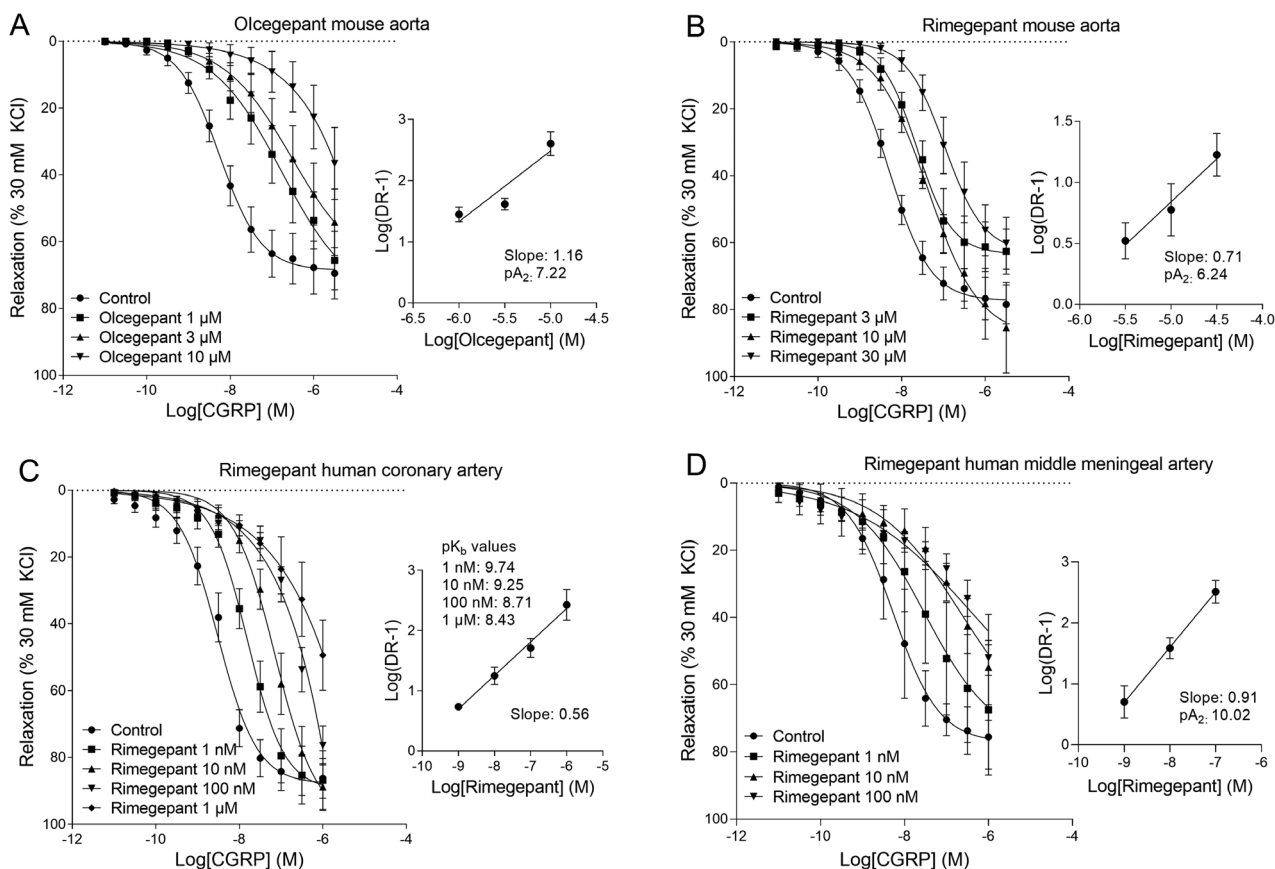 A
Olcegepant mouse aorta
0
20
40
60
80
100
Relaxation (% 30 mM KCl)
-12
-10
-8
-6
-4
Log[CGRP] (M)
Control
Olcegepant 1 µM
Olcegepant 3 µM
Olcegepant 10 µM
3
2
1
0
Log(DR-1)
Slope: 1.16
pA2: 7.22
-6.5
-6.0
-5.5
-5.0
-4.5
Log[Olcegepant] (M)
B
Rimegepant mouse aorta
0
20
40
60
80
100
Relaxation (% 30 mM KCl)
-12
-10
-8
-6
-4
Log[CGRP] (M)
Control
Rimegepant 3 µM
Rimegepant 10 µM
Rimegepant 30 µM
1.5
1.0
0.5
0.0
Log(DR-1)
Slope: 0.71
pA2: 6.24
-6.0
-5.5
-5.0
-4.5
-4.0
Log[Rimegepant] (M)
C
Rimegepant human coronary artery
0
20
40
60
80
100
Relaxation (% 30 mM KCl)
-12
-10
-8
-6
-4
Log[CGRP] (M)
Control
Rimegepant 1 nM
Rimegepant 10 nM
Rimegepant 100 nM
Rimegepant 1 µM
pKb values
1 nM: 9.74
10 nM: 9.25
100 nM: 8.71
1 µM: 8.43
3
2
1
0
Log(DR-1)
Slope: 0.56
-10
-9
-8
-7
-6
-5
Log[Rimegepant] (M)
D
Rimegepant human middle meningeal artery
0
20
40
60
80
100
Relaxation (% 30 mM KCl)
-12
-10
-8
-6
-4
Log[CGRP] (M)
Control
Rimegepant 1 nM
Rimegepant 10 nM
Rimegepant 100 nM
3
2
1
0
Log(DR-1)
Slope: 0.91
pA2: 10.02
-10
-9
-8
-7
-6
Log[Rimegepant] (M)